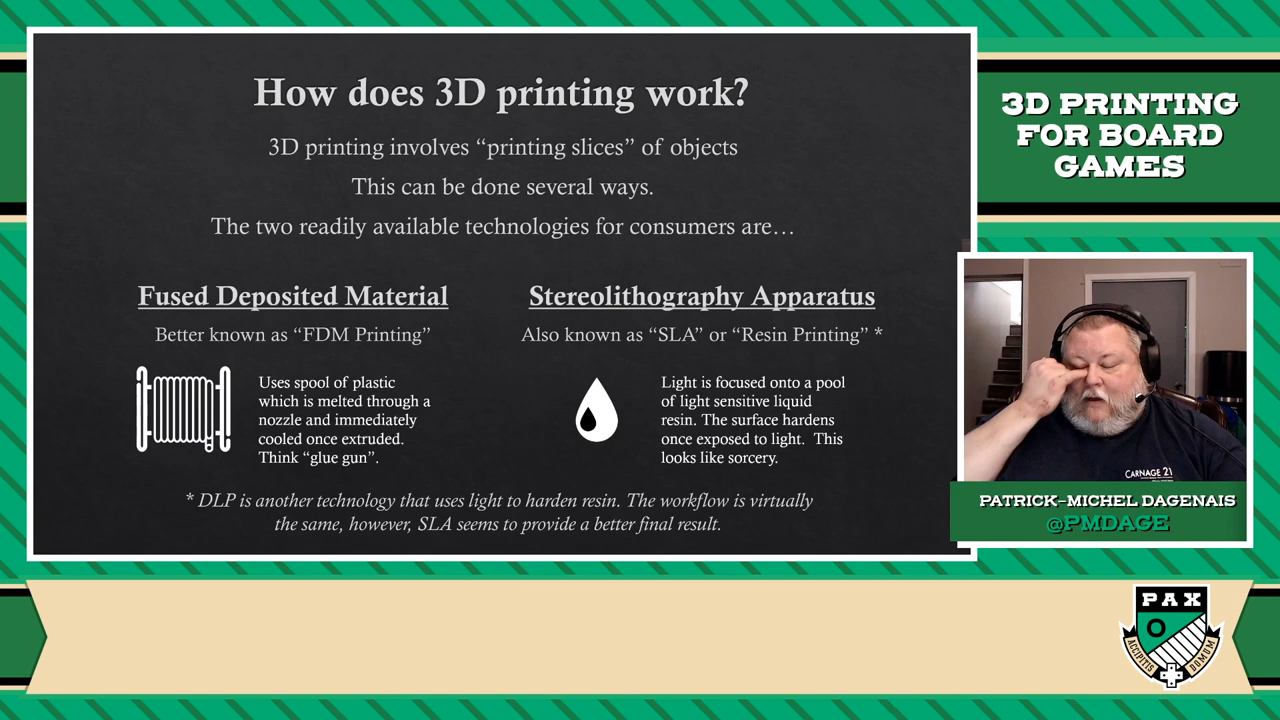 How does 3D printing work?
3D printing involves “printing slices” of objects
This can be done several ways.
The two readily available technologies for consumers are…
Fused Deposited Material
Better known as “FDM Printing”
Uses spool of plastic
which is melted through a
nozzle and immediately
cooled once extruded.
Think “glue gun”.
Stereolithography Apparatus
Also known as “SLA” or “Resin Printing” *
Light is focused onto a pool
of light sensitive liquid
resin. The surface hardens
once exposed to light.  This
looks like sorcery.
* DLP is another technology that uses light to harden resin. The workflow is virtually
the same, however, SLA seems to provide a better final result.
3D PRINTING
FOR BOARD
GAMES
CARNAGE 21
PATRICK-MICHEL DAGENAIS
@PMDAGE
PAX
ACCIPITIS
DOMUM